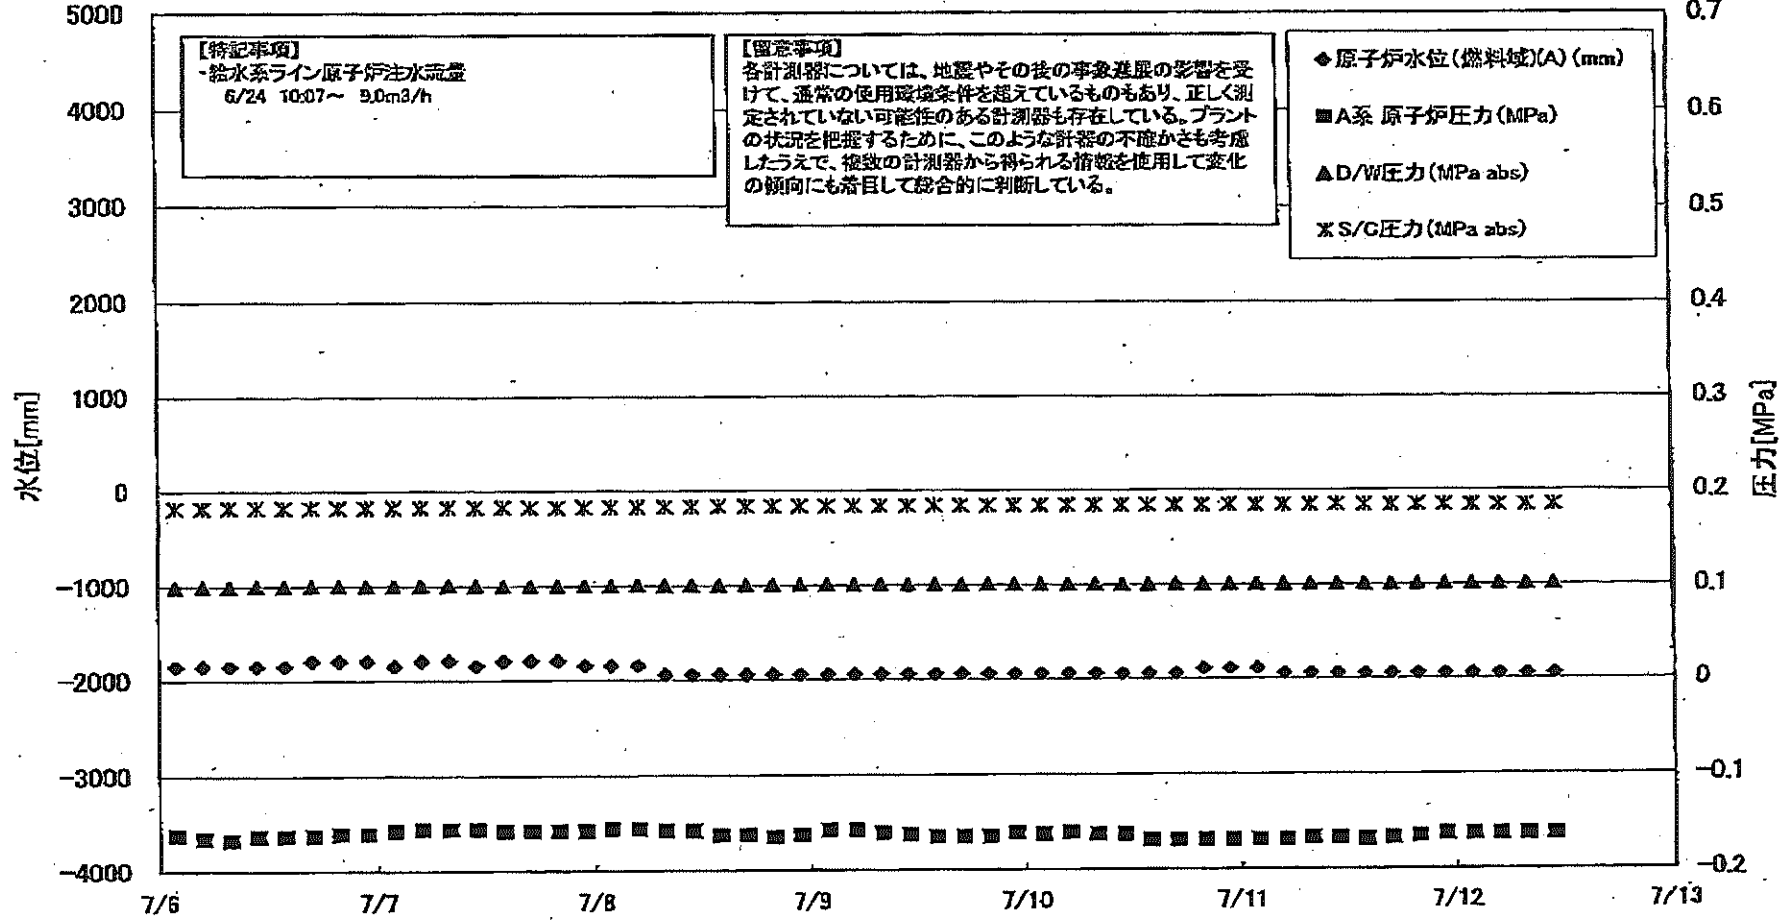 5000
4000
3000
2000
1000
0
-1000
-2000
-3000
-4000
水位[mm]
【特記事項】
・給水系ライン原子炉注水流量
6/24 10:07～ 9.0m3/h
【留意事項】
各計測器については、地震やその後の事象進展の影響を受
けて、通常の使用環境条件を超えているものもあり、正しく測
定されていない可能性のある計測器も存在している。プラント
の状況を把握するために、このような計器の不確かさも考慮
したうえで、複数の計測器から得られる情報を使用して変化
の傾向にも着目して総合的に判断している。
◆原子炉水位(燃料域)(A)(mm)
■A系 原子炉圧力(MPa)
▲D/W圧力(MPa abs)
S/C圧力(MPa abs)
0.7
0.6
0.5
0.4
0.3
0.2
0.1
0
-0.1
-0.2
圧力[MPa]
7/6 7/7 7/8 7/9 7/10 7/11 7/12 7/13